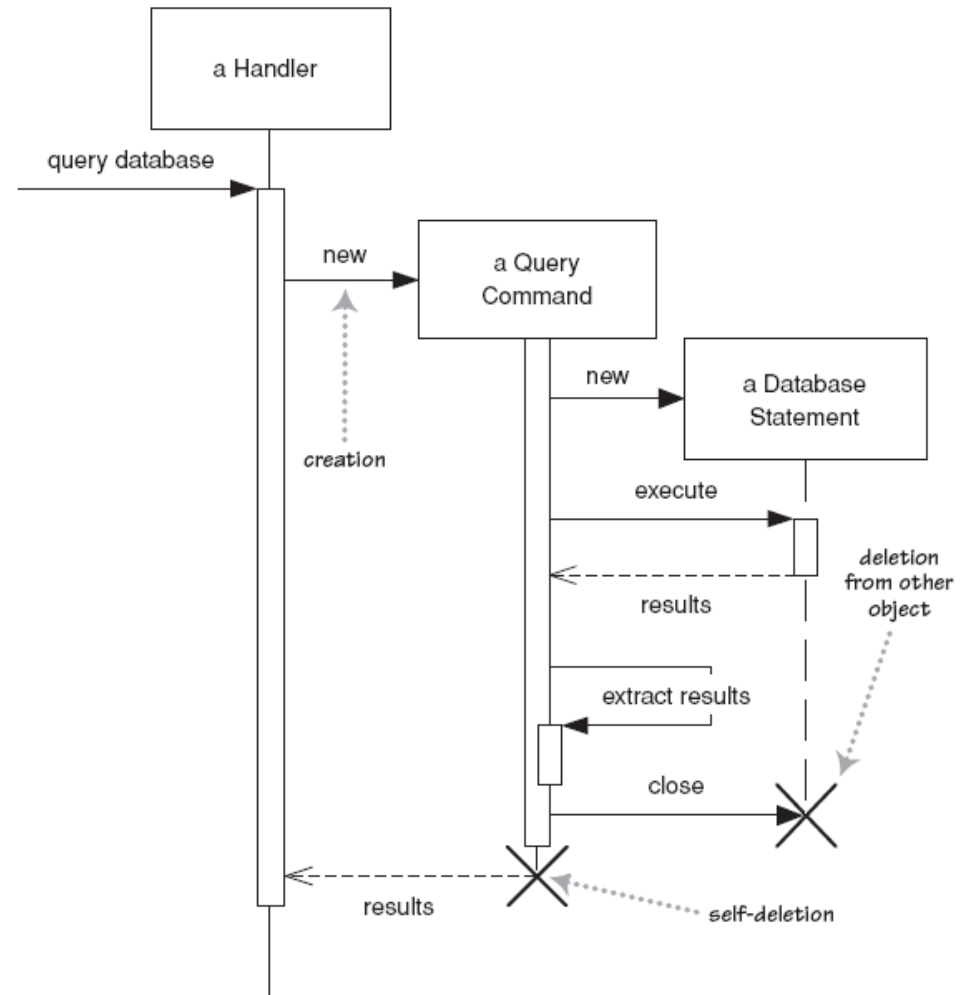 a Handler
query database
new
a Query
Command
creation
new
a Database
Statement
execute
deletion
from other
object
results
extract results
close
results
self-deletion